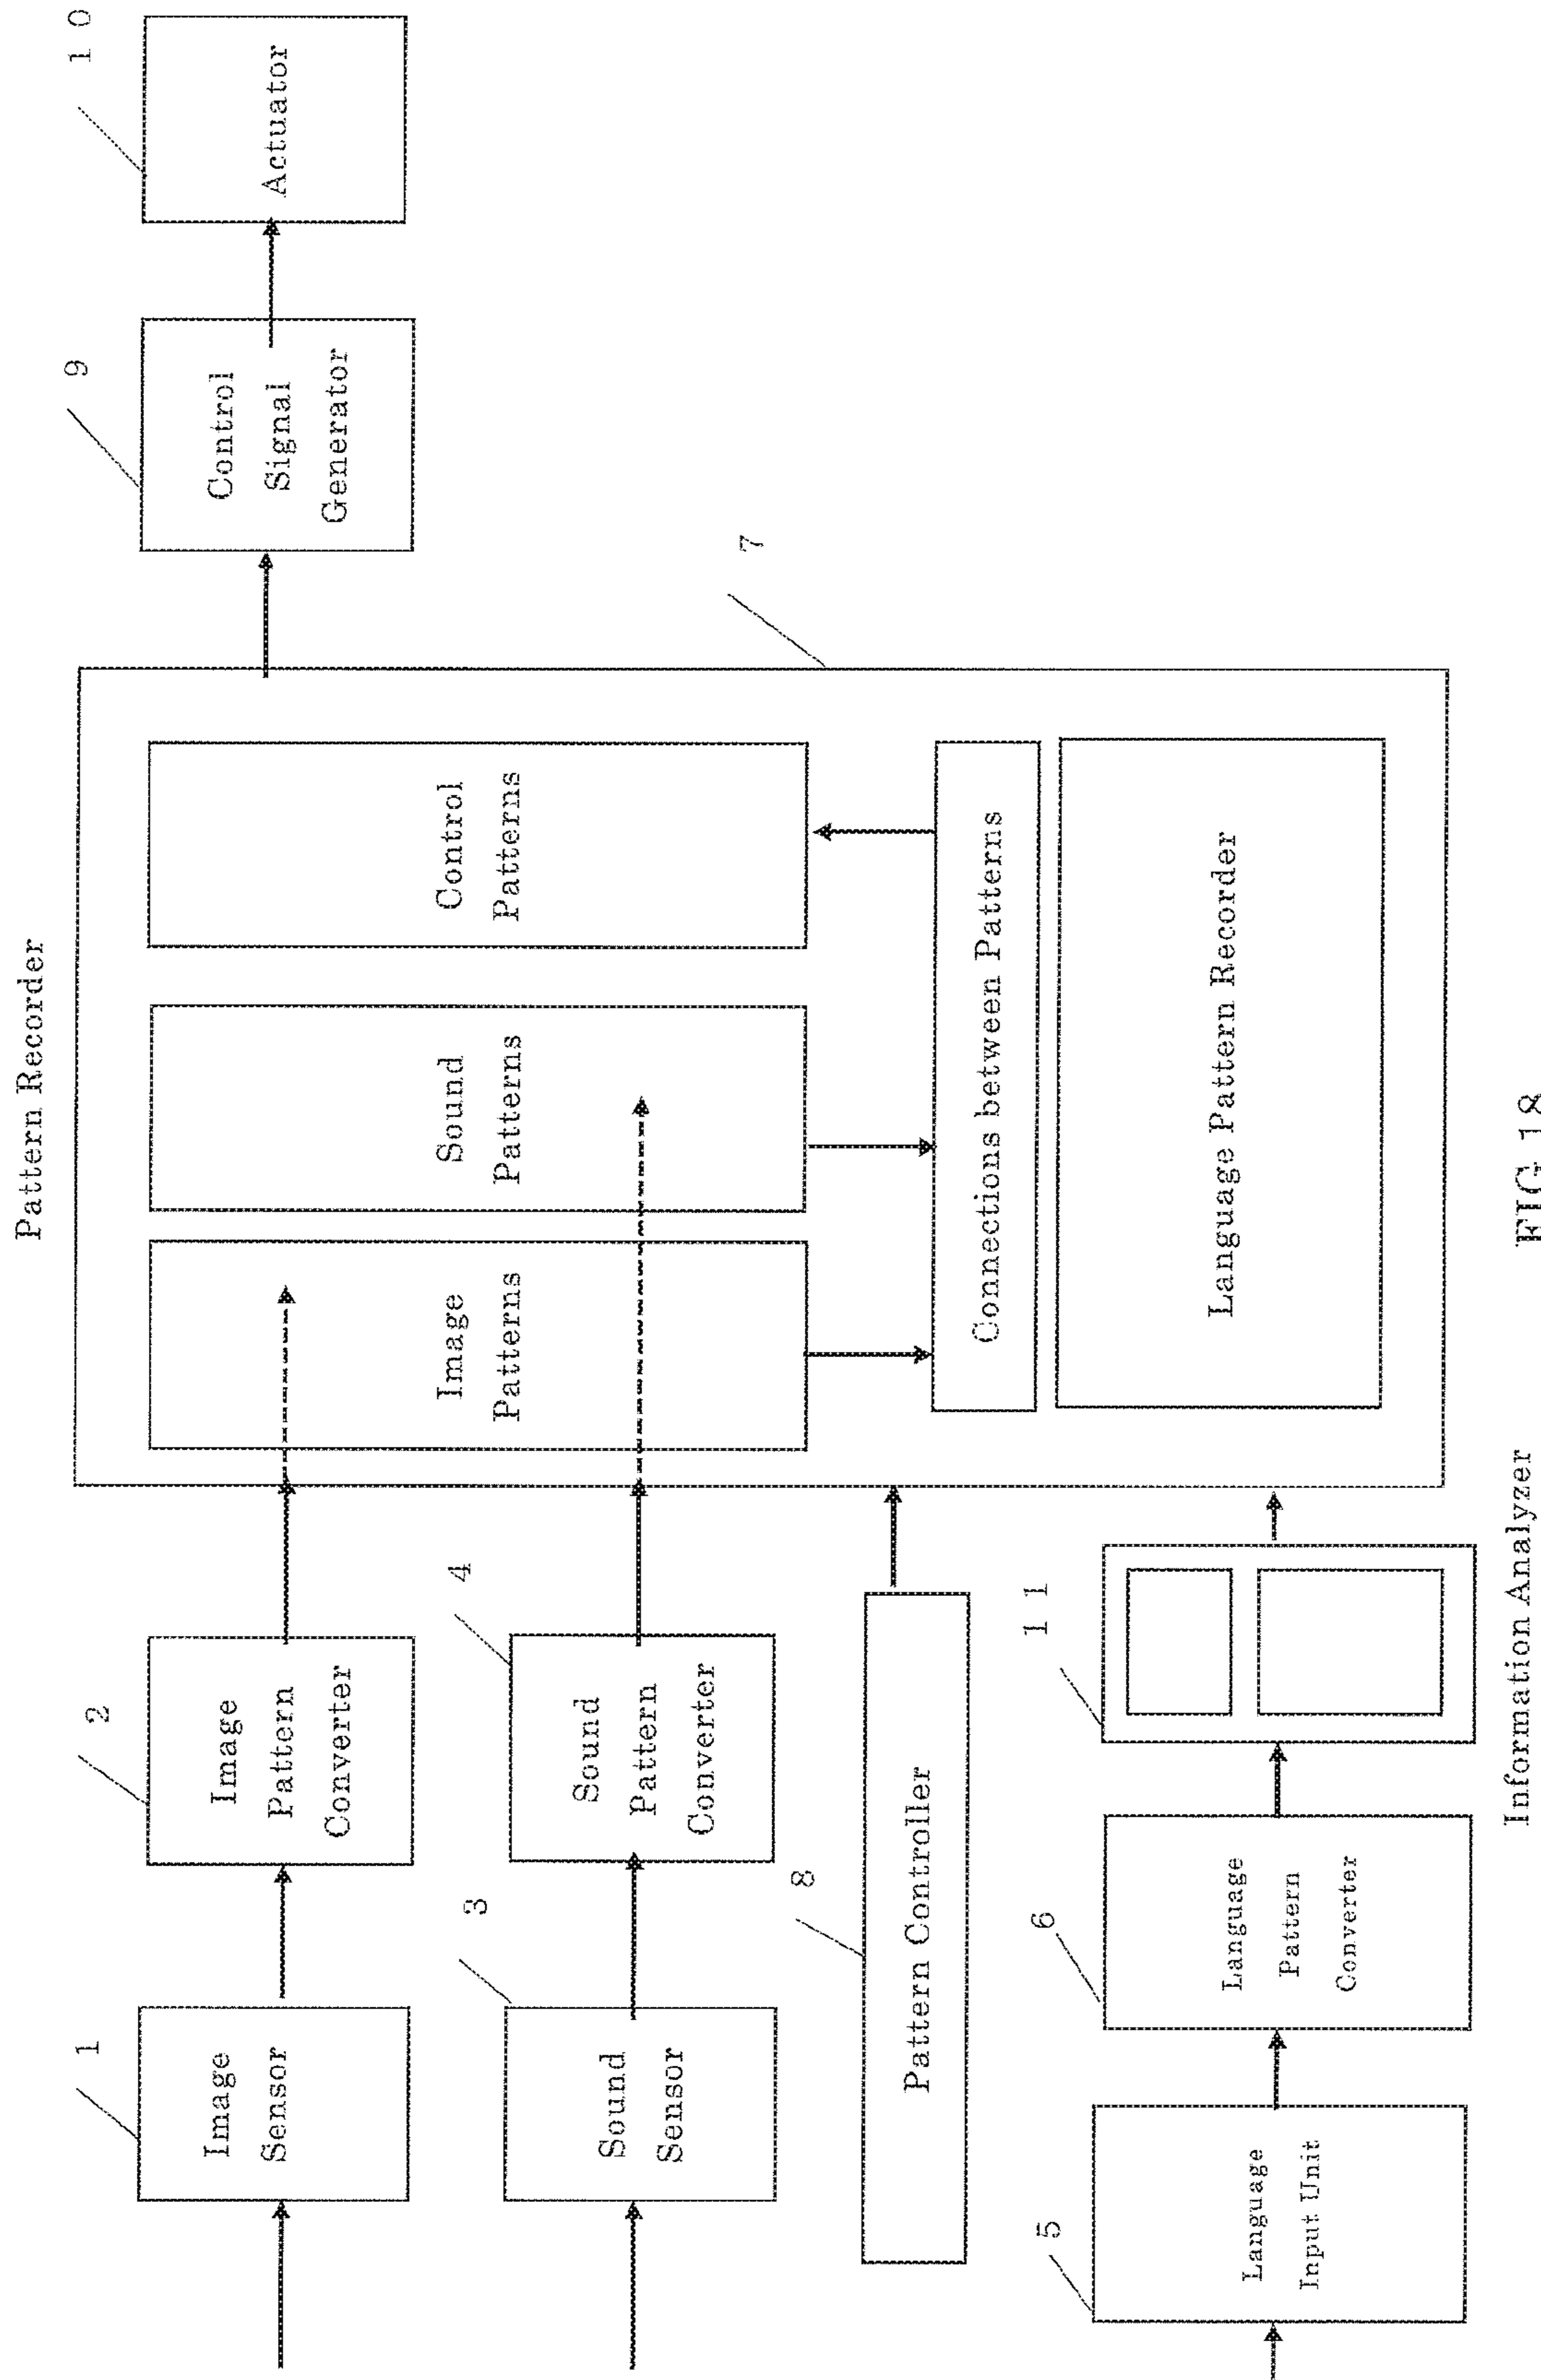 Pattern Recorder
1
Image
Sensor
2
Image
Pattern
Converter
3
Sound
Sensor
4
Sound
Pattern
Converter
8
Pattern Controller
5
Language
Input Unit
6
Language
Pattern
Converter
1 1
Information Analyzer
7
Image
Patterns
Sound
Patterns
Control
Patterns
Connections between Patterns
Language Pattern Recorder
9
Control
Signal
Generator
1 0
Actuator
FIG. 18